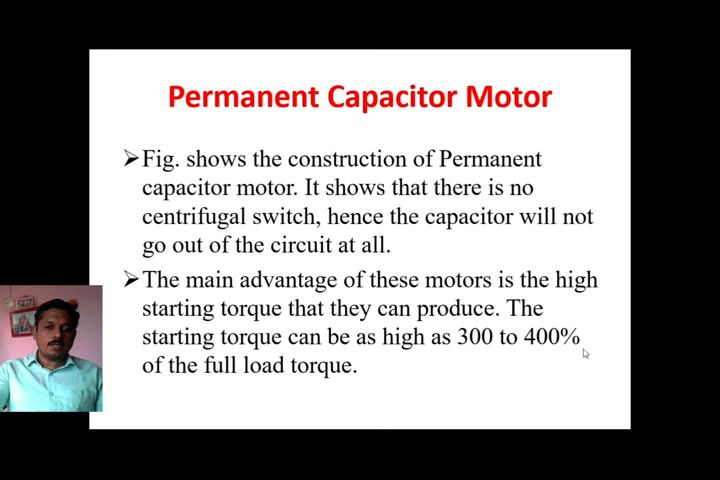 Permanent Capacitor Motor
➢Fig. shows the construction of Permanent
capacitor motor. It shows that there is no
centrifugal switch, hence the capacitor will not
go out of the circuit at all.
➢The main advantage of these motors is the high
starting torque that they can produce. The
starting torque can be as high as 300 to 400%
of the full load torque.